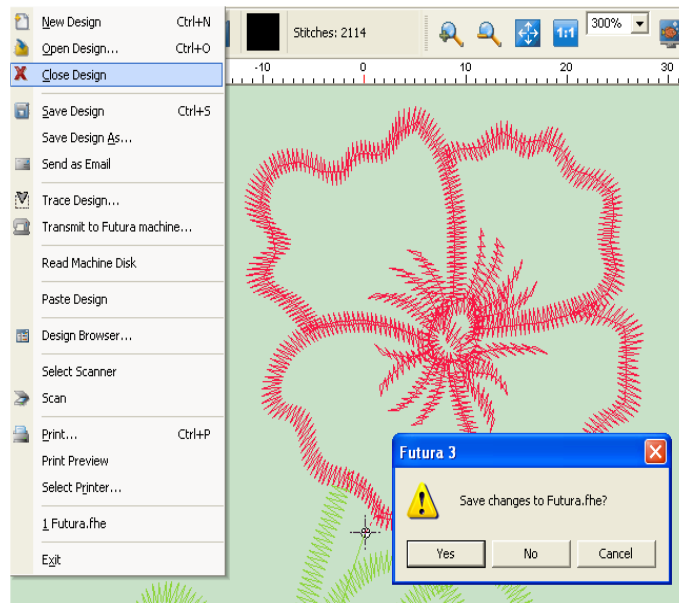 New Design Ctrl+N
Open Design... Ctrl+O
Close Design
Save Design Ctrl+S
Save Design As...
Send as Email
Trace Design...
Transmit to Futura machine...
Read Machine Disk
Paste Design
Design Browser...
Select Scanner
Scan
Print... Ctrl+P
Print Preview
Select Printer...
1 Futura.fhe
Exit
Stitches: 2114
1:1
300%
-10 0 10 20 30
Futura 3
Save changes to Futura.fhe?
Yes No Cancel